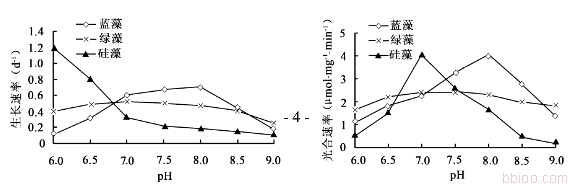 蓝藻
绿藻
硅藻
生长速率（d-1）
1.4
1.2
1.0
0.8
0.6
0.4
0.2
0
6.0 6.5 7.0 7.5 8.0 8.5 9.0
pH
- 4 -
蓝藻
绿藻
硅藻
光合速率（μmol·mg-1·min-1）
5
4
3
2
1
0
6.0 6.5 7.0 7.5 8.0 8.5 9.0
pH
bbioo.com